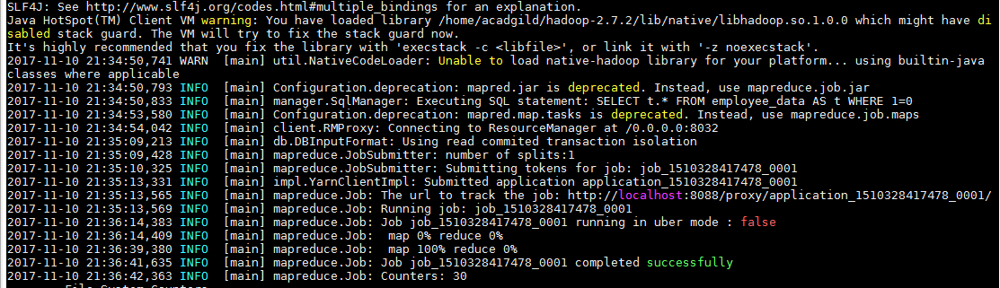 SLF4J: See http://www.slf4j.org/codes.html#multiple_bindings for an explanation.
Java HotSpot(TM) Client VM warning: You have loaded library /home/acadgild/hadoop-2.7.2/lib/native/libhadoop.so.1.0.0 which might have di
sabled stack guard. The VM will try to fix the stack guard now.
It's highly recommended that you fix the library with 'execstack -c <libfile>', or link it with '-z noexecstack'.
2017-11-10 21:34:50,741 WARN  [main] util.NativeCodeLoader: Unable to load native-hadoop library for your platform... using builtin-java
classes where applicable
2017-11-10 21:34:50,793 INFO  [main] Configuration.deprecation: mapred.jar is deprecated. Instead, use mapreduce.job.jar
2017-11-10 21:34:50,833 INFO  [main] manager.SqlManager: Executing SQL statement: SELECT t.* FROM employee_data AS t WHERE 1=0
2017-11-10 21:34:53,580 INFO  [main] Configuration.deprecation: mapred.map.tasks is deprecated. Instead, use mapreduce.job.maps
2017-11-10 21:34:54,042 INFO  [main] client.RMProxy: Connecting to ResourceManager at /0.0.0.0:8032
2017-11-10 21:35:09,213 INFO  [main] db.DBInputFormat: Using read commited transaction isolation
2017-11-10 21:35:09,428 INFO  [main] mapreduce.JobSubmitter: number of splits:1
2017-11-10 21:35:10,325 INFO  [main] mapreduce.JobSubmitter: Submitting tokens for job: job_1510328417478_0001
2017-11-10 21:35:13,331 INFO  [main] impl.YarnClientImpl: Submitted application application_1510328417478_0001
2017-11-10 21:35:13,565 INFO  [main] mapreduce.Job: The url to track the job: http://localhost:8088/proxy/application_1510328417478_0001/
2017-11-10 21:35:13,569 INFO  [main] mapreduce.Job: Running job: job_1510328417478_0001
2017-11-10 21:36:14,383 INFO  [main] mapreduce.Job: Job job_1510328417478_0001 running in uber mode : false
2017-11-10 21:36:14,409 INFO  [main] mapreduce.Job:  map 0% reduce 0%
2017-11-10 21:36:39,380 INFO  [main] mapreduce.Job:  map 100% reduce 0%
2017-11-10 21:36:41,635 INFO  [main] mapreduce.Job: Job job_1510328417478_0001 completed successfully
2017-11-10 21:36:42,363 INFO  [main] mapreduce.Job: Counters: 30
File System Counters